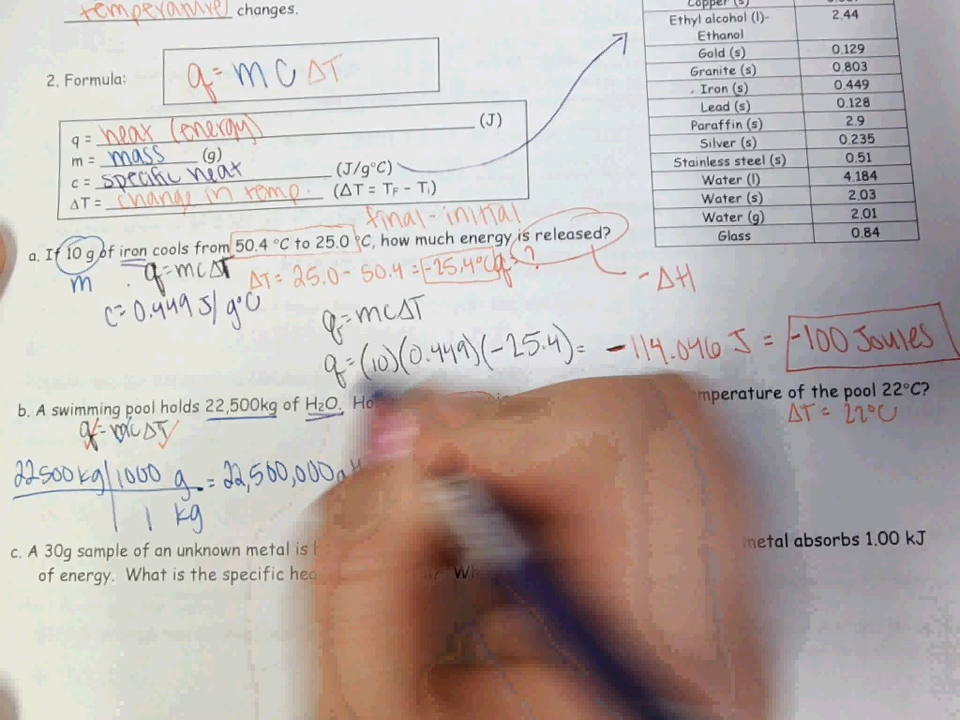 temperature changes.
2. Formula: q = m c ΔT
q = heat (energy) (J)
m = mass (g)
c = specific heat (J/g°C)
ΔT = change in temp. (ΔT = TF - Ti)
final - initial
Copper (s)
Ethyl alcohol (l)- 2.44
Ethanol
Gold (s) 0.129
Granite (s) 0.803
Iron (s) 0.449
Lead (s) 0.128
Paraffin (s) 2.9
Silver (s) 0.235
Stainless steel (s) 0.51
Water (l) 4.184
Water (s) 2.03
Water (g) 2.01
Glass 0.84
a. If 10 g of iron cools from 50.4 °C to 25.0 °C, how much energy is released?
m q = mcΔT ΔT = 25.0 - 50.4 = -25.4°C q = ? -ΔH
c = 0.449 J/g°C
q = mcΔT
q = (10)(0.449)(-25.4) = -114.046 J = -100 Joules
b. A swimming pool holds 22,500kg of H2O. mperature of the pool 22°C?
q = mcΔT ΔT = 22°C
22500 kg | 1000 g = 22,500,000 g
1 kg
c. A 30g sample of an unknown metal is metal absorbs 1.00 kJ
of energy. What is the specific